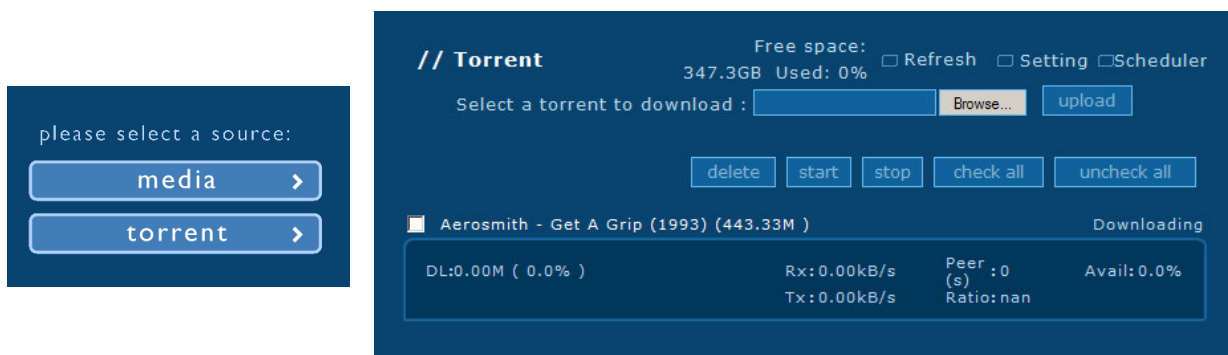 please select a source:
media
torrent
// Torrent
Free space:
347.3GB Used: 0%
Refresh
Setting
Scheduler
Select a torrent to download :
Browse...
upload
delete
start
stop
check all
uncheck all
Aerosmith - Get A Grip (1993) (443.33M ) Downloading
DL:0.00M ( 0.0% )
Rx:0.00kB/s
Peer(s) :0
Avail:0.0%
Tx:0.00kB/s
Ratio:nan